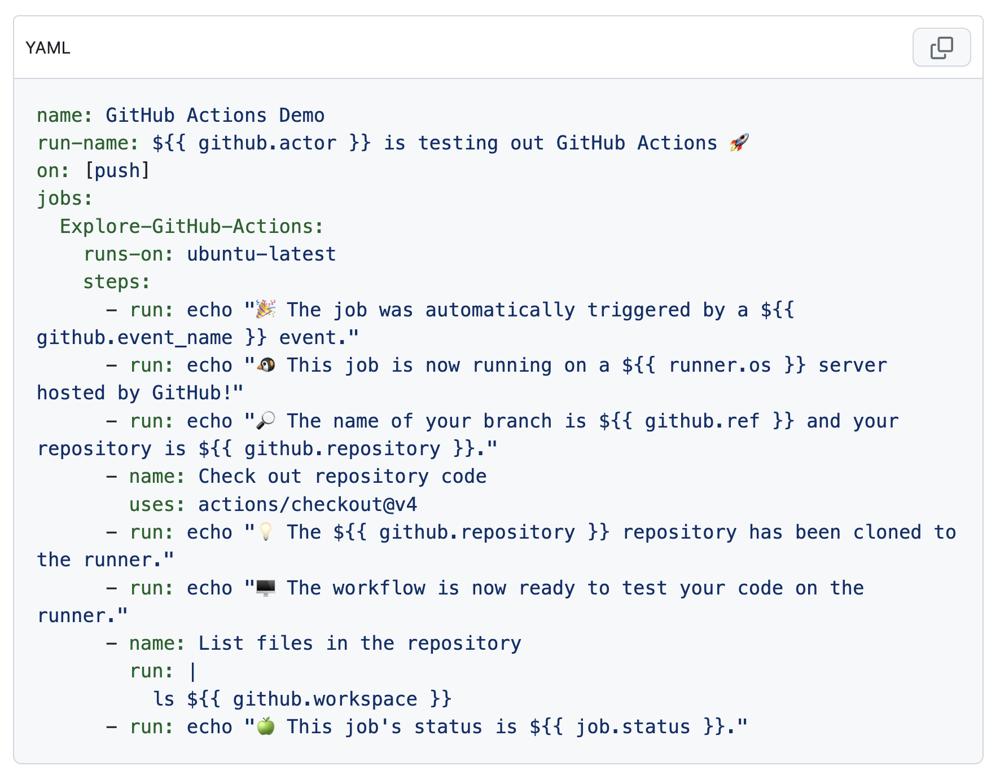 YAML
name: GitHub Actions Demo
run-name: ${{ github.actor }} is testing out GitHub Actions 🚀
on: [push]
jobs:
  Explore-GitHub-Actions:
    runs-on: ubuntu-latest
    steps:
      - run: echo "🎉 The job was automatically triggered by a ${{
github.event_name }} event."
      - run: echo "🐧 This job is now running on a ${{ runner.os }} server
hosted by GitHub!"
      - run: echo "🔎 The name of your branch is ${{ github.ref }} and your
repository is ${{ github.repository }}."
      - name: Check out repository code
        uses: actions/checkout@v4
      - run: echo "💡 The ${{ github.repository }} repository has been cloned to
the runner."
      - run: echo "🖥️ The workflow is now ready to test your code on the
runner."
      - name: List files in the repository
        run: |
          ls ${{ github.workspace }}
      - run: echo "🍏 This job's status is ${{ job.status }}."